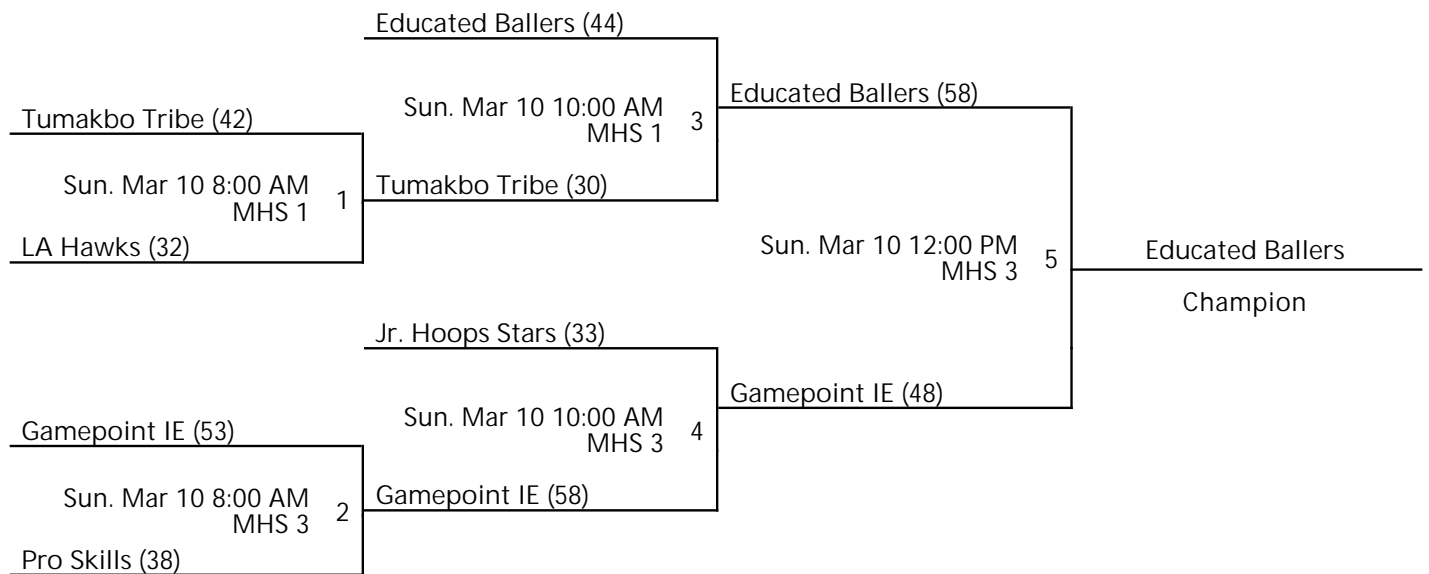 Educated Ballers (44)
Educated Ballers (58)
Sun. Mar 10 10:00 AM
MHS 1
3
Tumakbo Tribe (42)
Sun. Mar 10 8:00 AM
MHS 1
1
Tumakbo Tribe (30)
LA Hawks (32)
Sun. Mar 10 12:00 PM
MHS 3
5
Educated Ballers
Champion
Jr. Hoops Stars (33)
Gamepoint IE (48)
Sun. Mar 10 10:00 AM
MHS 3
4
Gamepoint IE (53)
Sun. Mar 10 8:00 AM
MHS 3
2
Gamepoint IE (58)
Pro Skills (38)